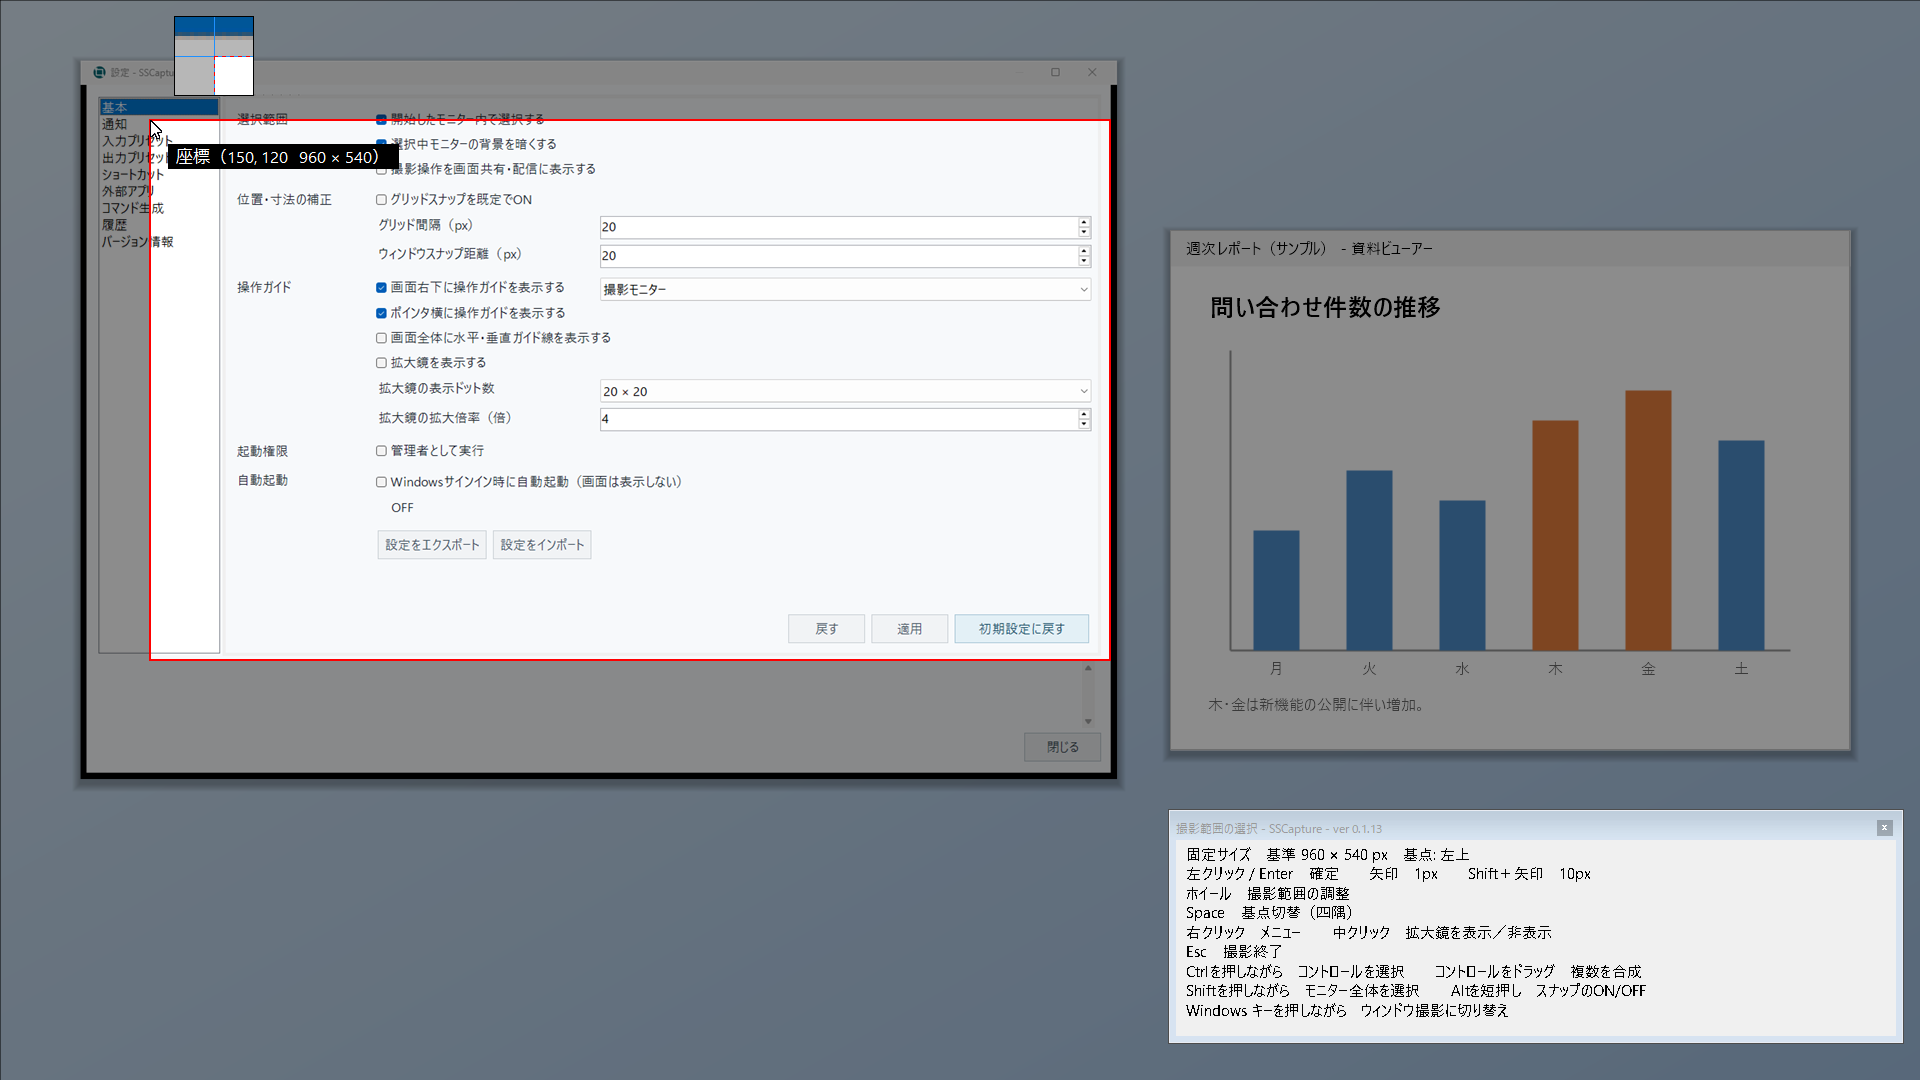 設定 - SSCaptu
基本
通知
入力プリセット
出力プリセット
ショートカット
外部アプリ
コマンド生成
履歴
バージョン情報
座標（150, 120   960 × 540）
選択範囲
開始したモニター内で選択する
選択中モニターの背景を暗くする
撮影操作を画面共有・配信に表示する
位置・寸法の補正
グリッドスナップを既定でON
グリッド間隔（px）
20
ウィンドウスナップ距離（px）
20
操作ガイド
画面右下に操作ガイドを表示する
撮影モニター
ポインタ横に操作ガイドを表示する
画面全体に水平・垂直ガイド線を表示する
拡大鏡を表示する
拡大鏡の表示ドット数
20 × 20
拡大鏡の拡大倍率（倍）
4
起動権限
管理者として実行
自動起動
Windowsサインイン時に自動起動（画面は表示しない）
OFF
設定をエクスポート
設定をインポート
戻す
適用
初期設定に戻す
閉じる
週次レポート（サンプル） - 資料ビューアー
問い合わせ件数の推移
月
火
水
木
金
土
木・金は新機能の公開に伴い増加。
撮影範囲の選択 - SSCapture - ver 0.1.13
固定サイズ　基準 960 × 540 px　基点: 左上
左クリック / Enter　確定　　矢印　1px　　Shift＋矢印　10px
ホイール　撮影範囲の調整
Space　基点切替（四隅）
右クリック　メニュー　　中クリック　拡大鏡を表示／非表示
Esc　撮影終了
Ctrlを押しながら　コントロールを選択　　コントロールをドラッグ　複数を合成
Shiftを押しながら　モニター全体を選択　　Altを短押し　スナップのON/OFF
Windows キーを押しながら　ウィンドウ撮影に切り替え